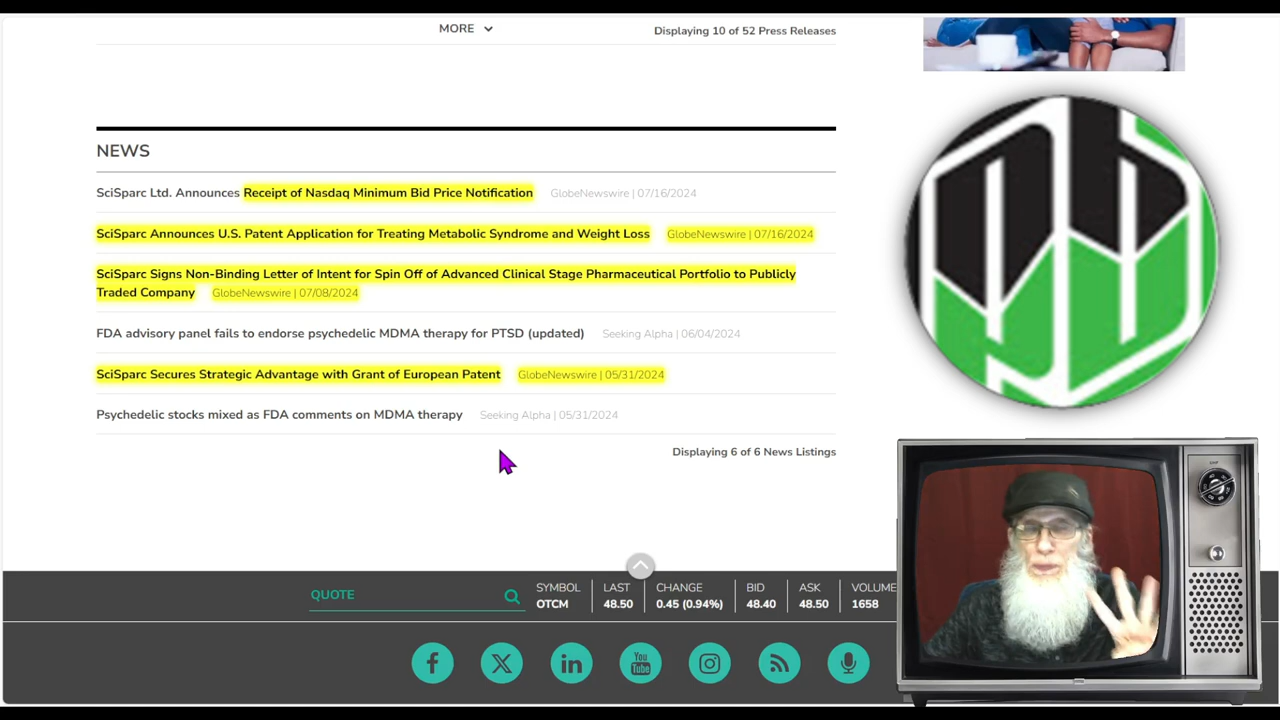 MORE
Displaying 10 of 52 Press Releases
NEWS
SciSparc Ltd. Announces Receipt of Nasdaq Minimum Bid Price Notification GlobeNewswire | 07/16/2024
SciSparc Announces U.S. Patent Application for Treating Metabolic Syndrome and Weight Loss GlobeNewswire | 07/16/2024
SciSparc Signs Non-Binding Letter of Intent for Spin Off of Advanced Clinical Stage Pharmaceutical Portfolio to Publicly
Traded Company GlobeNewswire | 07/08/2024
FDA advisory panel fails to endorse psychedelic MDMA therapy for PTSD (updated) Seeking Alpha | 06/04/2024
SciSparc Secures Strategic Advantage with Grant of European Patent GlobeNewswire | 05/31/2024
Psychedelic stocks mixed as FDA comments on MDMA therapy Seeking Alpha | 05/31/2024
Displaying 6 of 6 News Listings
QUOTE
SYMBOL LAST CHANGE BID ASK VOLUME
OTCM 48.50 0.45 (0.94%) 48.40 48.50 1658
You
Tube